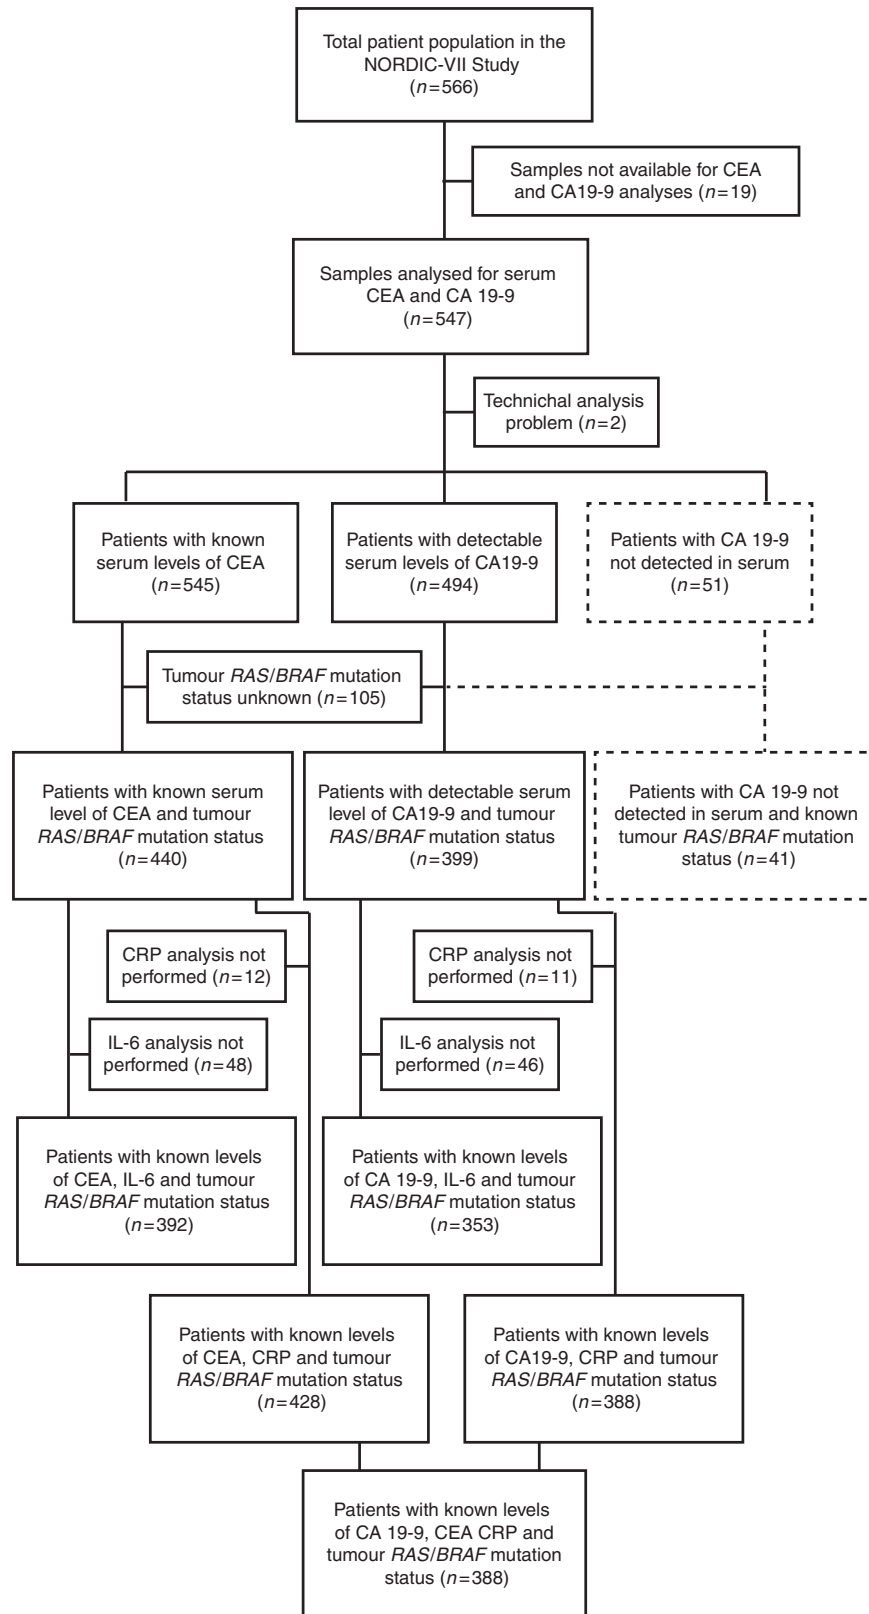 Total patient population in the
NORDIC-VII Study
(n=566)
Samples not available for CEA
and CA19-9 analyses (n=19)
Samples analysed for serum
CEA and CA 19-9
(n=547)
Technichal analysis
problem (n=2)
Patients with known
serum levels of CEA
(n=545)
Patients with detectable
serum levels of CA19-9
(n=494)
Patients with CA 19-9
not detected in serum
(n=51)
Tumour RAS/BRAF mutation
status unknown (n=105)
Patients with known serum
level of CEA and tumour
RAS/BRAF mutation status
(n=440)
Patients with detectable serum
level of CA19-9 and tumour
RAS/BRAF mutation status
(n=399)
Patients with CA 19-9 not
detected in serum and known
tumour RAS/BRAF mutation
status (n=41)
CRP analysis not
performed (n=12)
CRP analysis not
performed (n=11)
IL-6 analysis not
performed (n=48)
IL-6 analysis not
performed (n=46)
Patients with known levels
of CEA, IL-6 and tumour
RAS/BRAF mutation status
(n=392)
Patients with known levels
of CA 19-9, IL-6 and tumour
RAS/BRAF mutation status
(n=353)
Patients with known levels
of CEA, CRP and tumour
RAS/BRAF mutation status
(n=428)
Patients with known levels
of CA19-9, CRP and tumour
RAS/BRAF mutation status
(n=388)
Patients with known levels
of CA 19-9, CEA CRP and
tumour RAS/BRAF mutation
status (n=388)